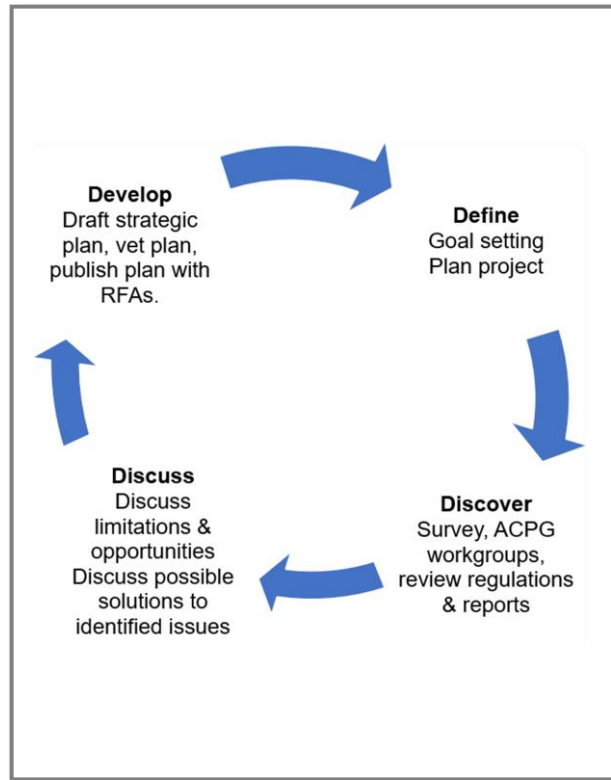 Develop
Draft strategic
plan, vet plan,
publish plan with
RFAs.
Define
Goal setting
Plan project
Discover
Survey, ACPG
workgroups,
review regulations
& reports
Discuss
Discuss
limitations &
opportunities
Discuss possible
solutions to
identified issues